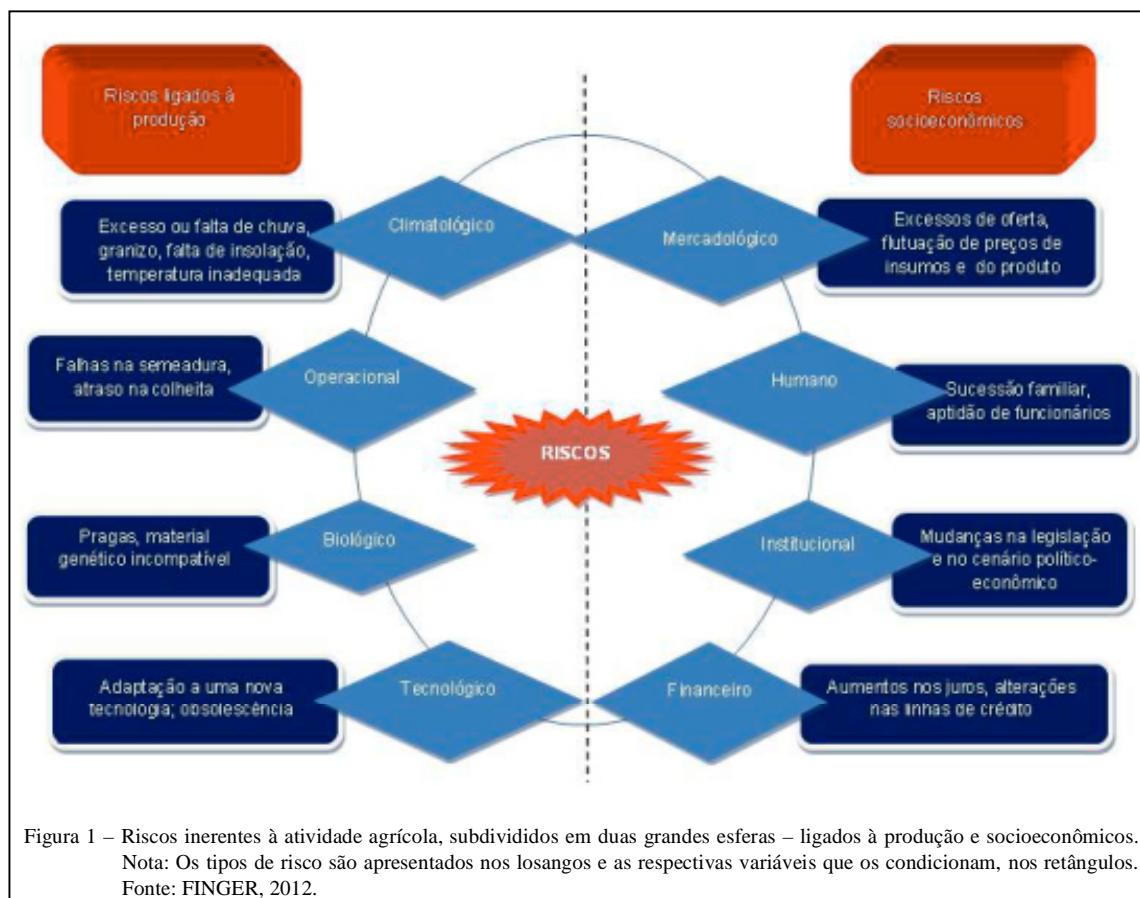 Riscos ligados à
produção
Riscos
socioeconômicos
Excesso ou falta de chuva,
granizo, falta de insolação,
temperatura inadequada
Climatológico
Mercadológico
Excessos de oferta,
flutuação de preços de
insumos e do produto
Falhas na semeadura,
atraso na colheita
Operacional
Humano
Sucessão familiar,
aptidão de funcionários
RISCOS
Pragas, material
genético incompatível
Biológico
Institucional
Mudanças na legislação
e no cenário político-
econômico
Adaptação a uma nova
tecnologia; obsolescência
Tecnológico
Financeiro
Aumentos nos juros, alterações
nas linhas de crédito
Figura 1 – Riscos inerentes à atividade agrícola, subdivididos em duas grandes esferas – ligados à produção e socioeconômicos.
Nota: Os tipos de risco são apresentados nos losangos e as respectivas variáveis que os condicionam, nos retângulos.
Fonte: FINGER, 2012.